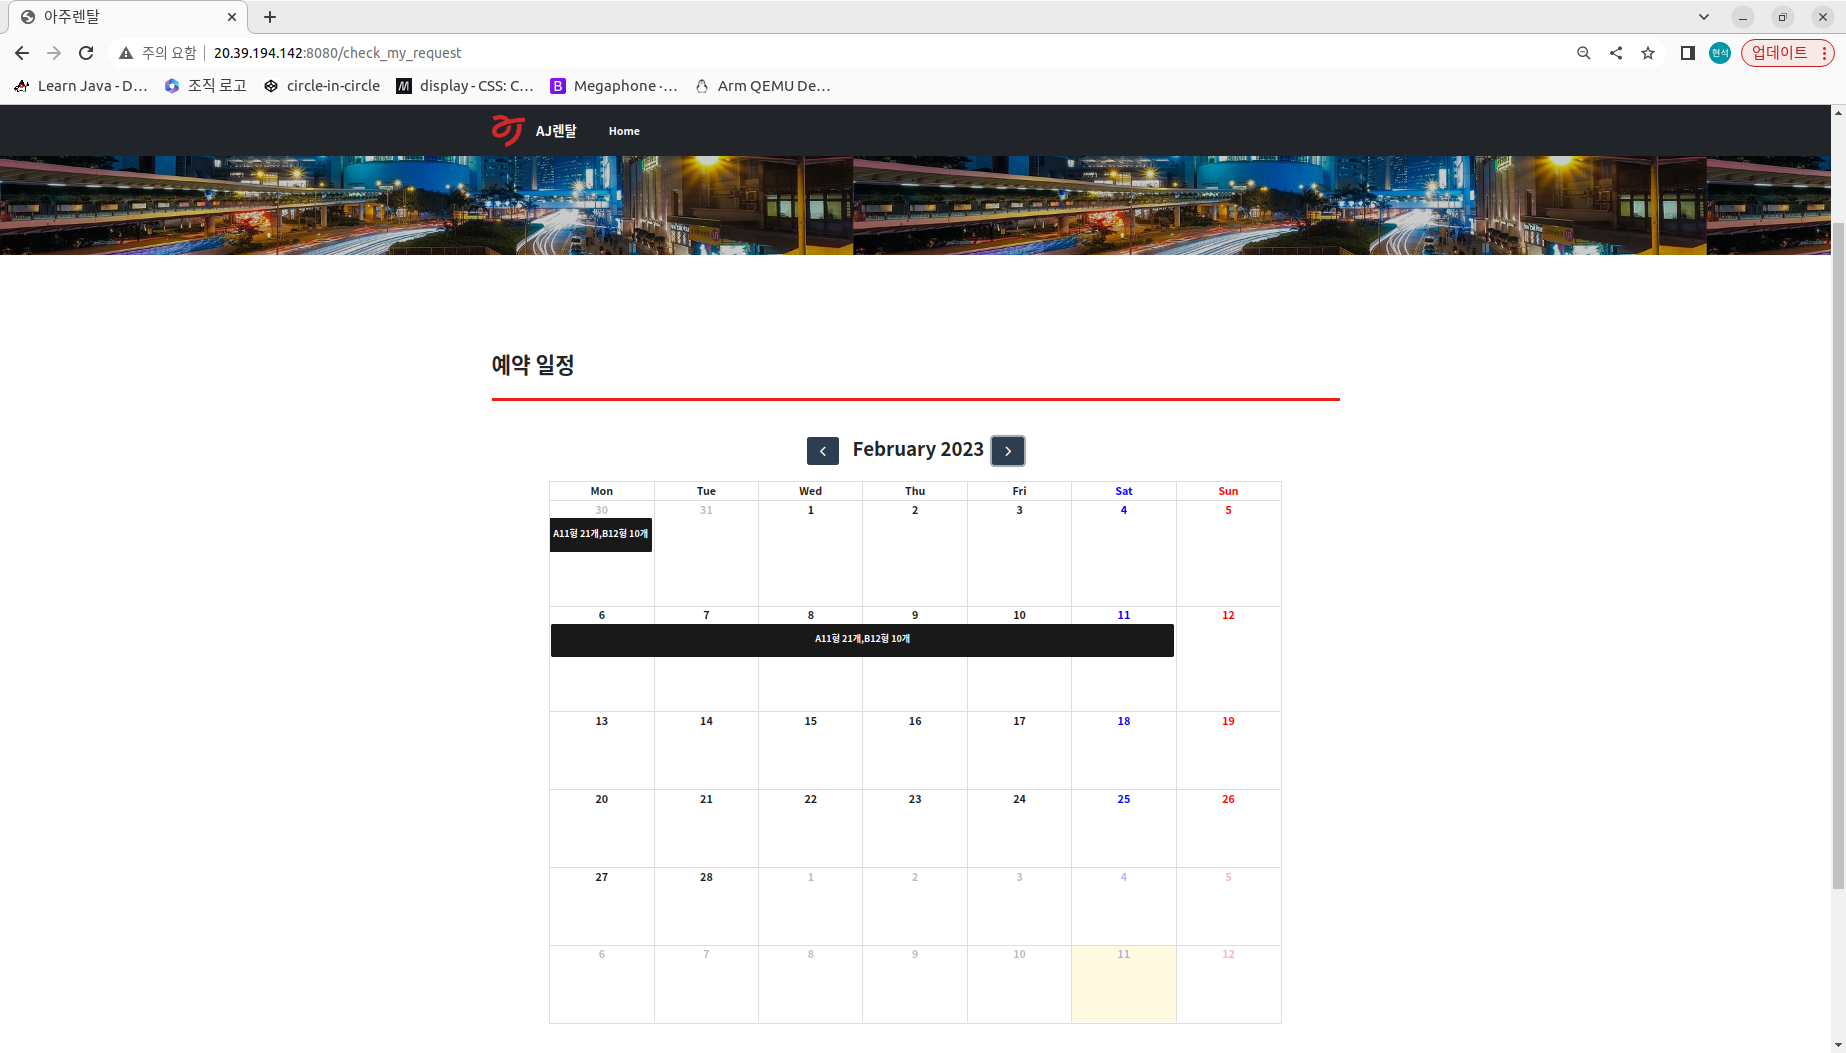 아주렌탈
주의 요함 20.39.194.142:8080/check_my_request
현석
업데이트
Learn Java - D… 조직 로고 circle-in-circle display - CSS: C… Megaphone ·… Arm QEMU De…
AJ렌탈 Home
예약 일정
February 2023
Mon Tue Wed Thu Fri Sat Sun
30 31 1 2 3 4 5
A11형 21개,B12형 10개
6 7 8 9 10 11 12
A11형 21개,B12형 10개
13 14 15 16 17 18 19
20 21 22 23 24 25 26
27 28 1 2 3 4 5
6 7 8 9 10 11 12